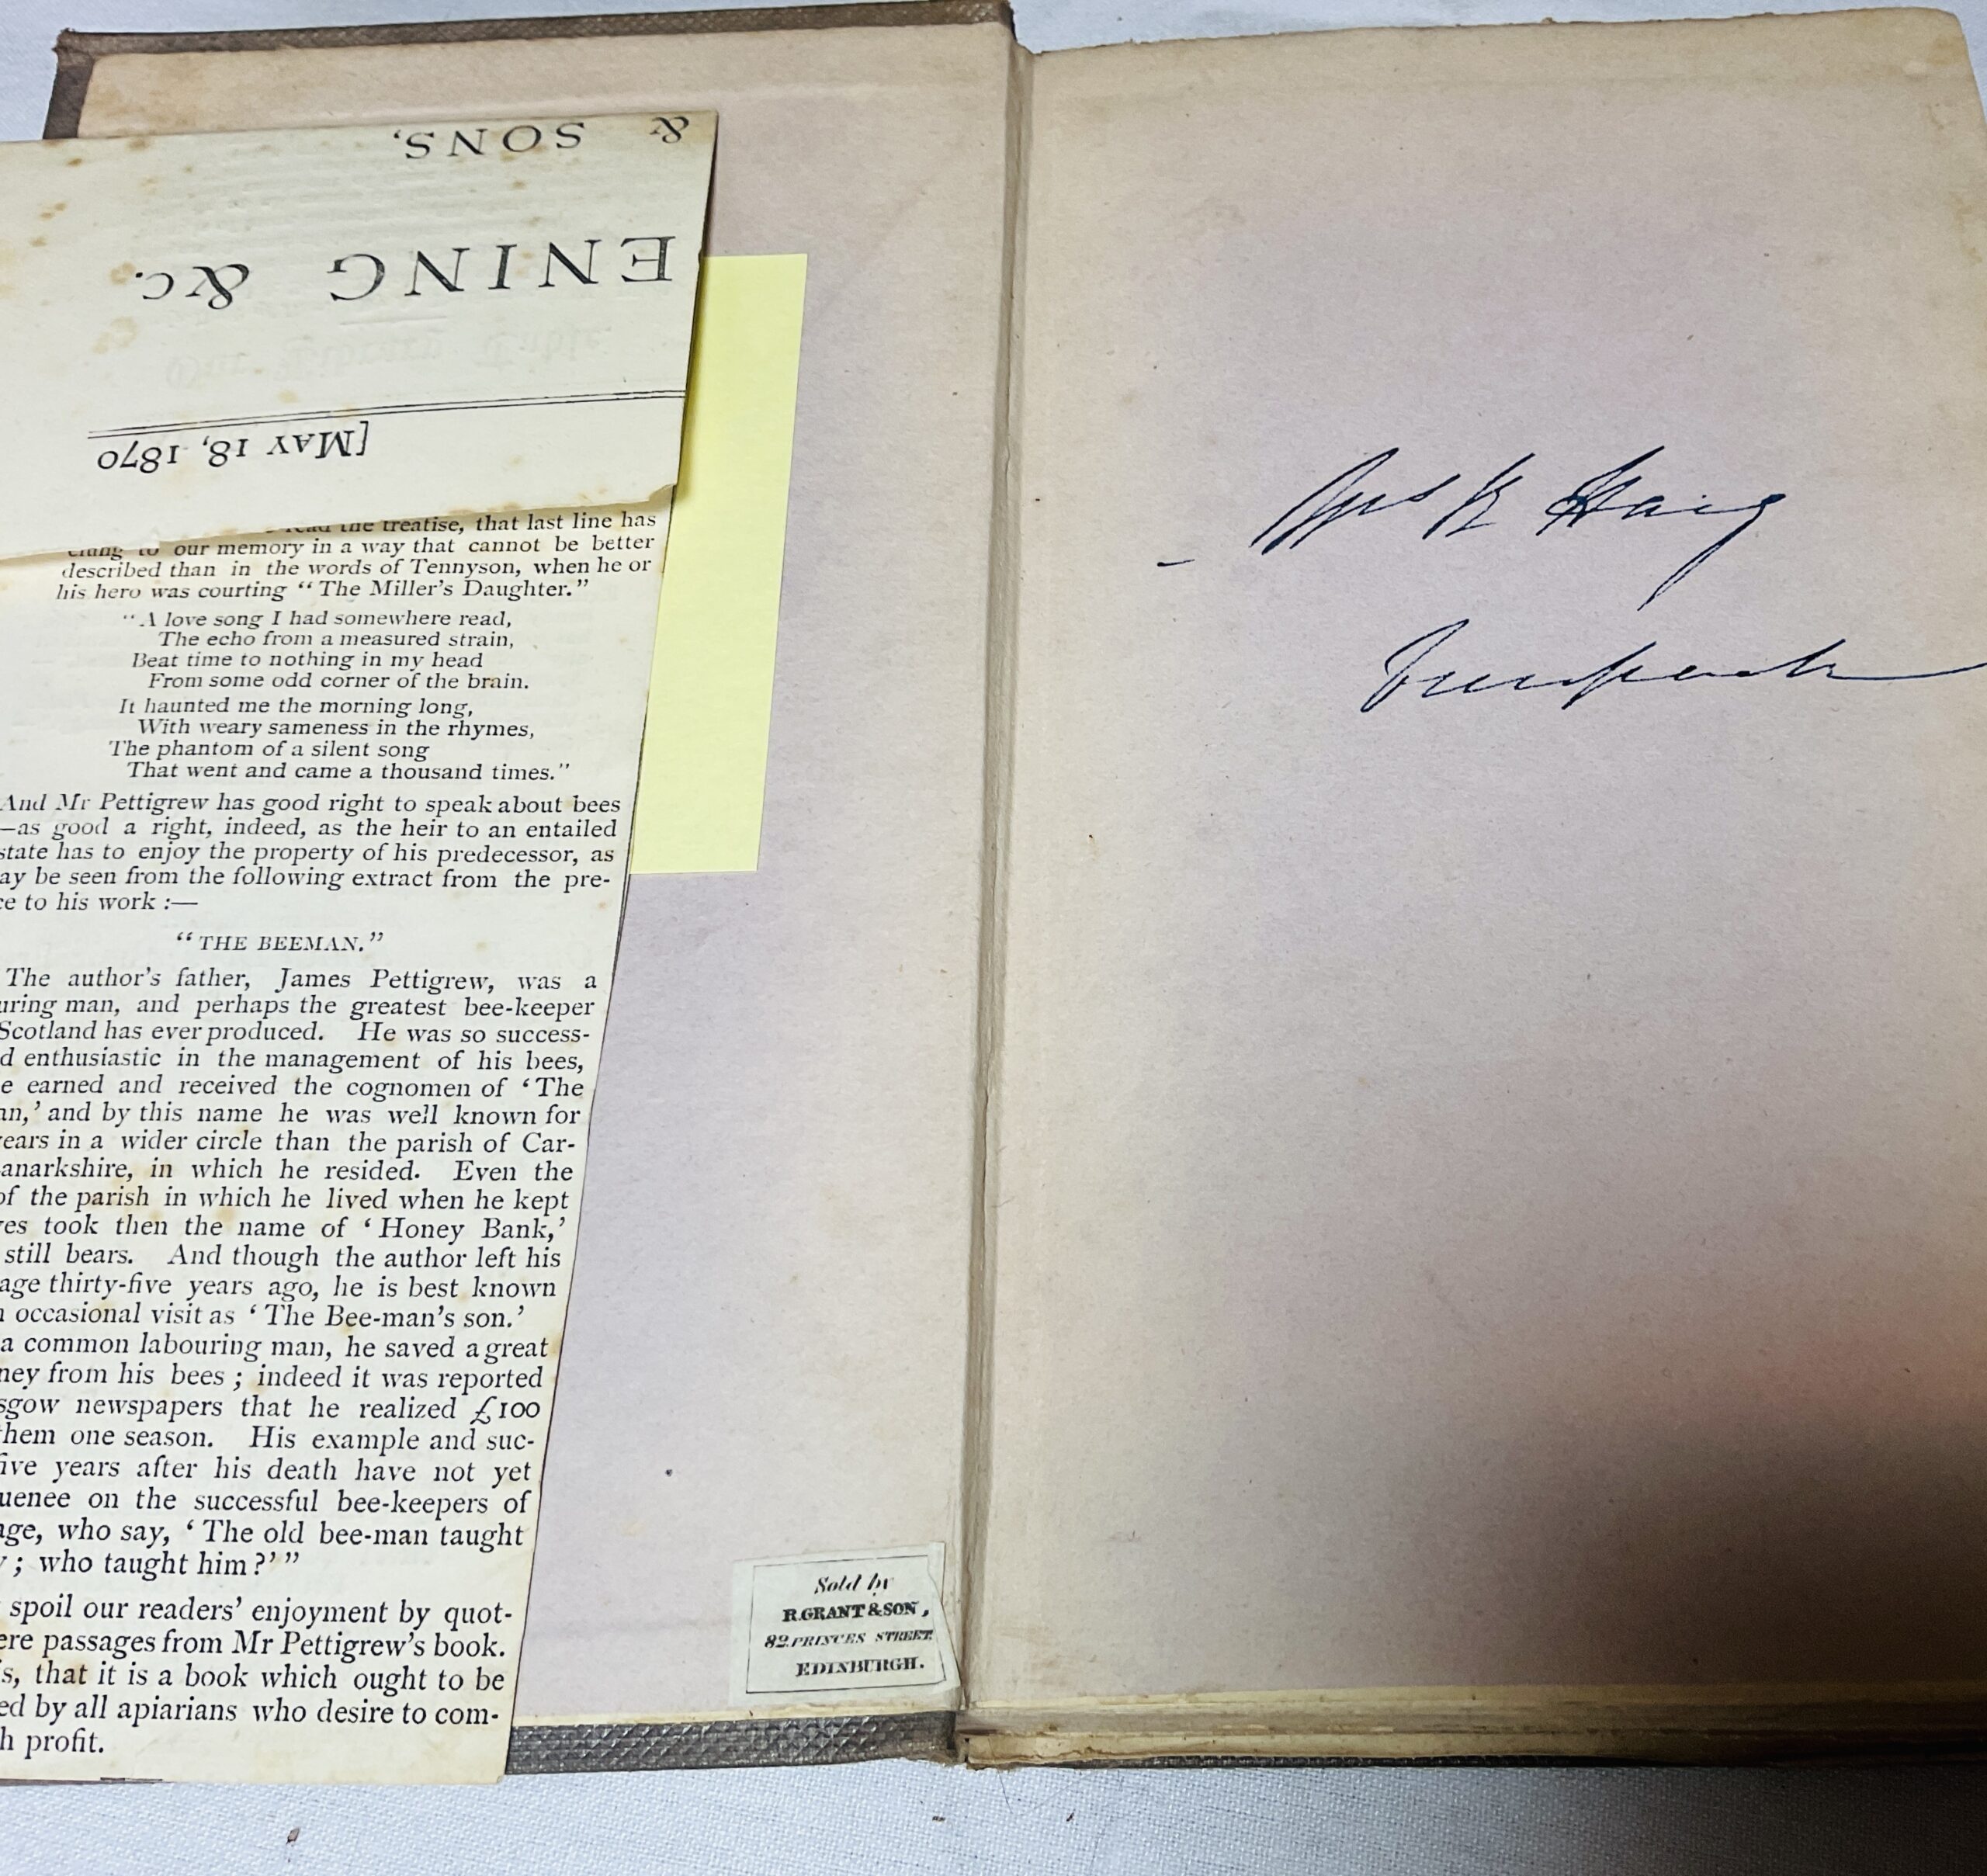 & SONS,
ENING &c.
[MAY 18, 1870
read the treatise, that last line has
clung to our memory in a way that cannot be better
described than in the words of Tennyson, when he or
his hero was courting “The Miller's Daughter.”
“A love song I had somewhere read,
The echo from a measured strain,
Beat time to nothing in my head
From some odd corner of the brain.
It haunted me the morning long,
With weary sameness in the rhymes,
The phantom of a silent song
That went and came a thousand times.”
And Mr Pettigrew has good right to speak about bees
—as good a right, indeed, as the heir to an entailed
state has to enjoy the property of his predecessor, as
ay be seen from the following extract from the pre-
ce to his work :—
“THE BEEMAN.”
The author's father, James Pettigrew, was a
uring man, and perhaps the greatest bee-keeper
Scotland has ever produced. He was so success-
d enthusiastic in the management of his bees,
e earned and received the cognomen of ‘The
an,’ and by this name he was well known for
ears in a wider circle than the parish of Car-
anarkshire, in which he resided. Even the
of the parish in which he lived when he kept
ves took then the name of ‘Honey Bank,’
still bears. And though the author left his
age thirty-five years ago, he is best known
n occasional visit as ‘The Bee-man's son.’
a common labouring man, he saved a great
ney from his bees ; indeed it was reported
sgow newspapers that he realized £100
them one season. His example and suc-
five years after his death have not yet
uenee on the successful bee-keepers of
age, who say, ‘The old bee-man taught
y ; who taught him?’”
spoil our readers' enjoyment by quot-
ere passages from Mr Pettigrew's book.
s, that it is a book which ought to be
ed by all apiarians who desire to com-
h profit.
Sold by
R. GRANT & SON,
82 PRINCES STREET
EDINBURGH.
Haig